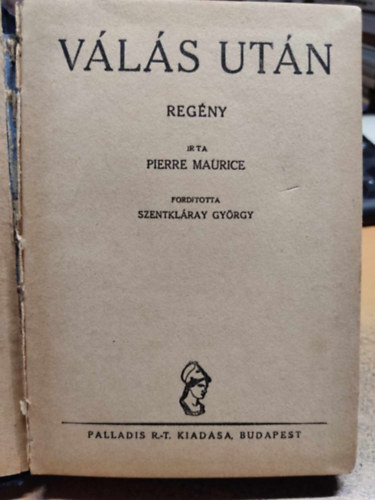 VÁLÁS UTÁN
REGÉNY
IRTA
PIERRE MAURICE
FORDITOTTA
SZENTKLÁRAY GYÖRGY
PALLADIS R.-T. KIADÁSA, BUDAPEST